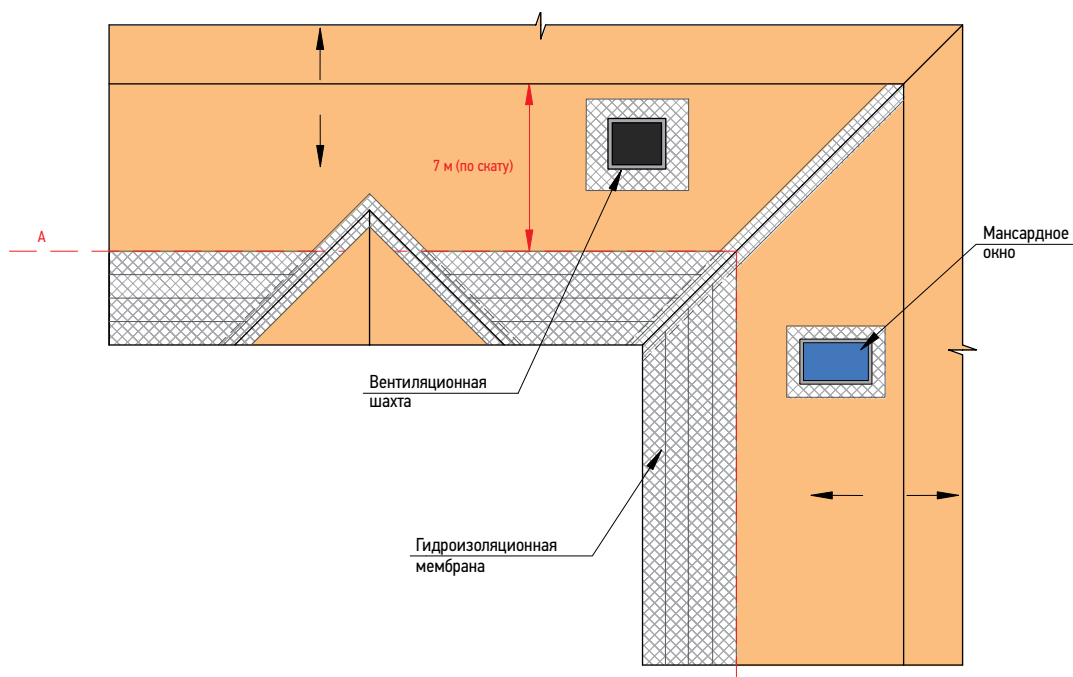 7 м (по скату)
А
Мансардное
окно
Вентиляционная
шахта
Гидроизоляционная
мембрана